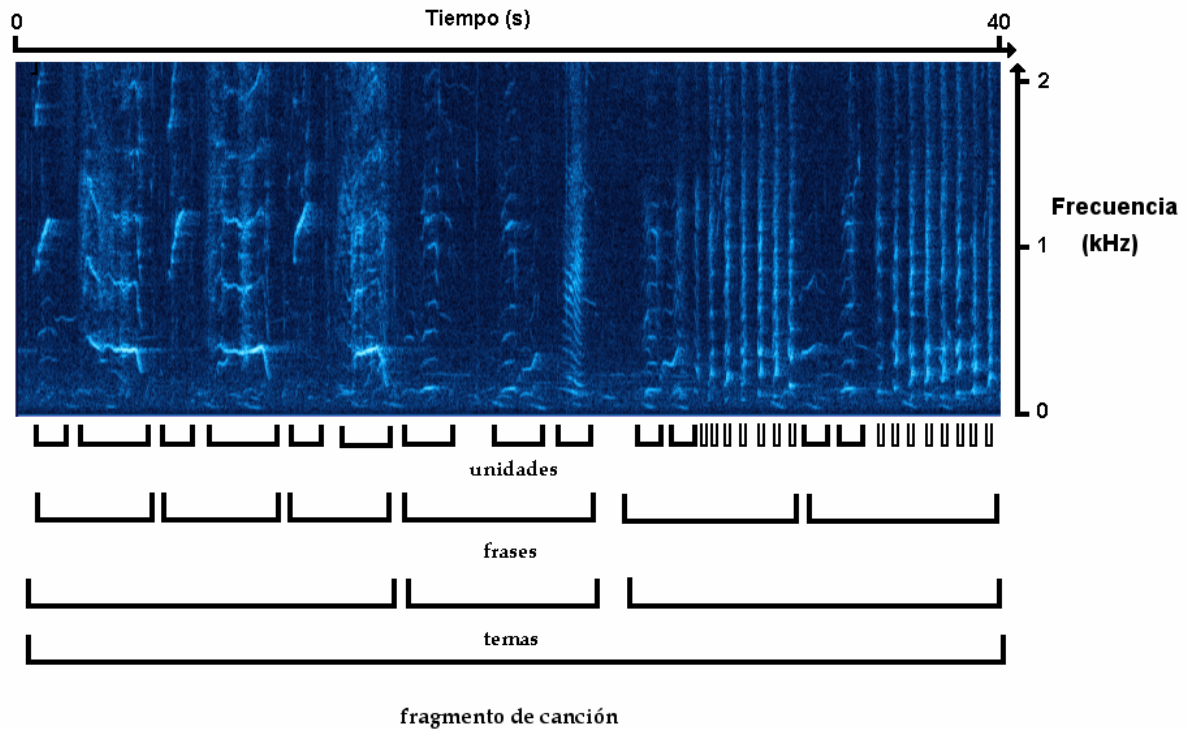 0
Tiempo (s)
40
2
Frecuencia
(kHz)
1
0
unidades
frases
temas
fragmento de canción